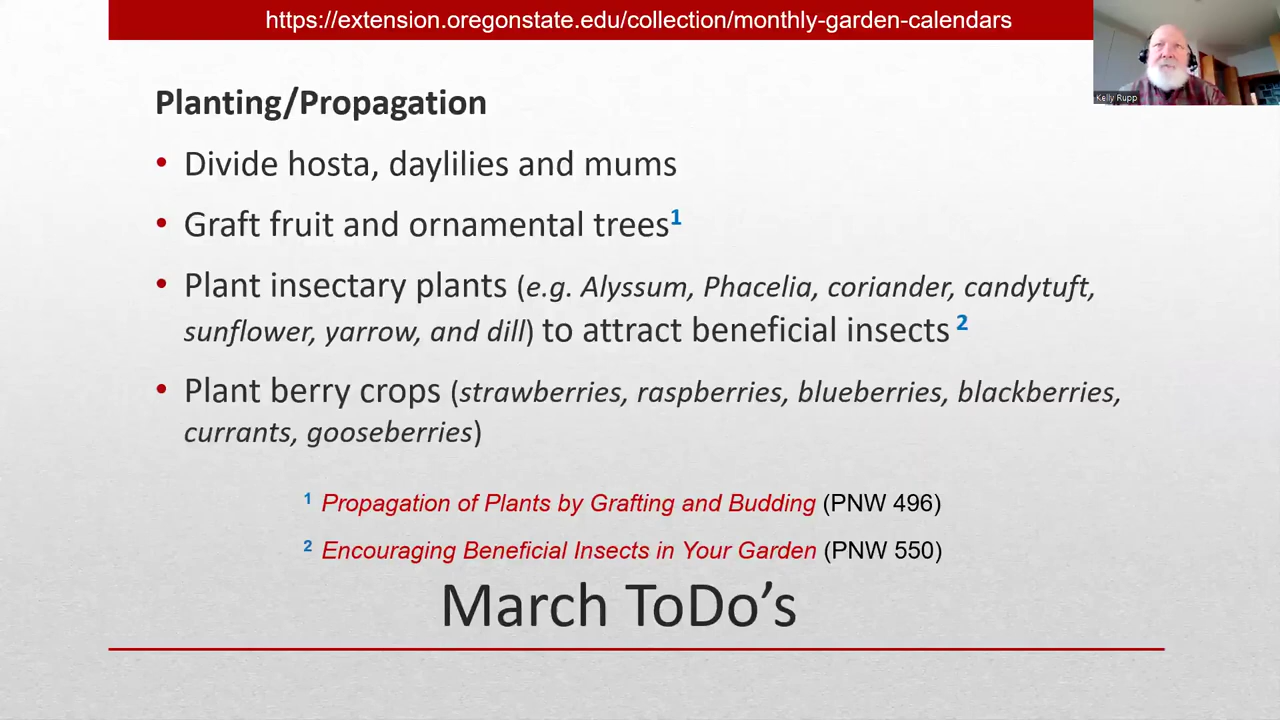 https://extension.oregonstate.edu/collection/monthly-garden-calendars
Kelly Rupp
Planting/Propagation
• Divide hosta, daylilies and mums
• Graft fruit and ornamental trees1
• Plant insectary plants (e.g. Alyssum, Phacelia, coriander, candytuft,
sunflower, yarrow, and dill) to attract beneficial insects 2
• Plant berry crops (strawberries, raspberries, blueberries, blackberries,
currants, gooseberries)
1 Propagation of Plants by Grafting and Budding (PNW 496)
2 Encouraging Beneficial Insects in Your Garden (PNW 550)
March ToDo’s